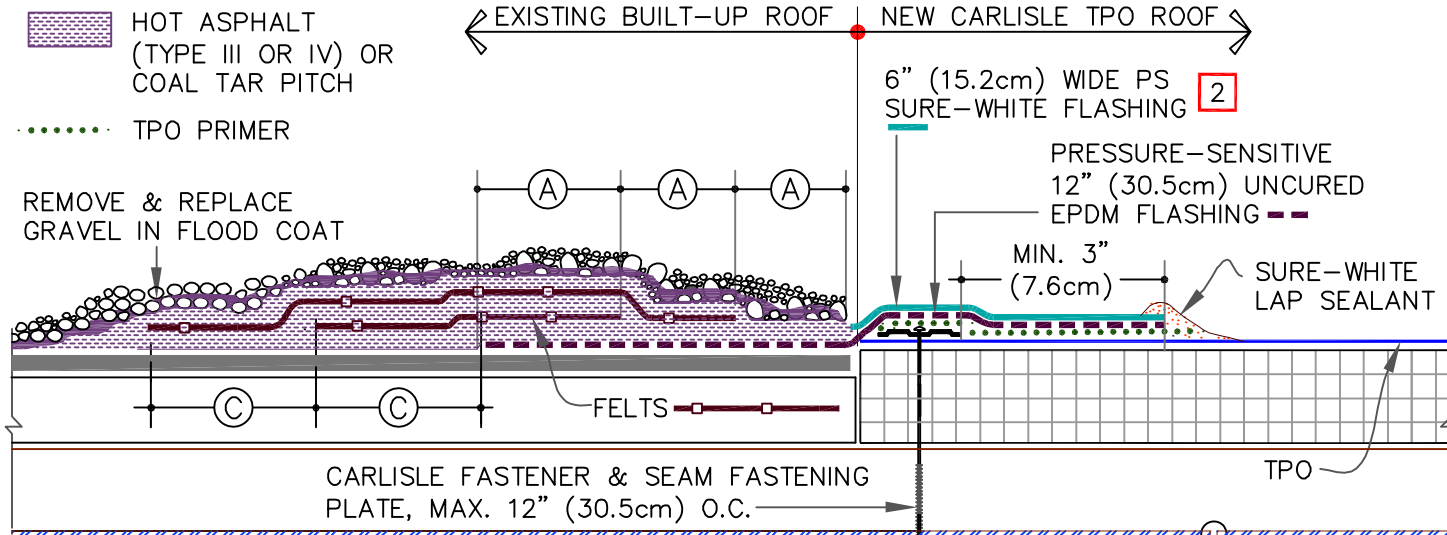 HOT ASPHALT
(TYPE III OR IV) OR
COAL TAR PITCH
TPO PRIMER
EXISTING BUILT-UP ROOF
NEW CARLISLE TPO ROOF
6" (15.2cm) WIDE PS
SURE-WHITE FLASHING
2
PRESSURE-SENSITIVE
12" (30.5cm) UNCURED
EPDM FLASHING
REMOVE & REPLACE
GRAVEL IN FLOOD COAT
A
A
A
MIN. 3"
(7.6cm)
SURE-WHITE
LAP SEALANT
C
C
FELTS
CARLISLE FASTENER & SEAM FASTENING
PLATE, MAX. 12" (30.5cm) O.C.
TPO